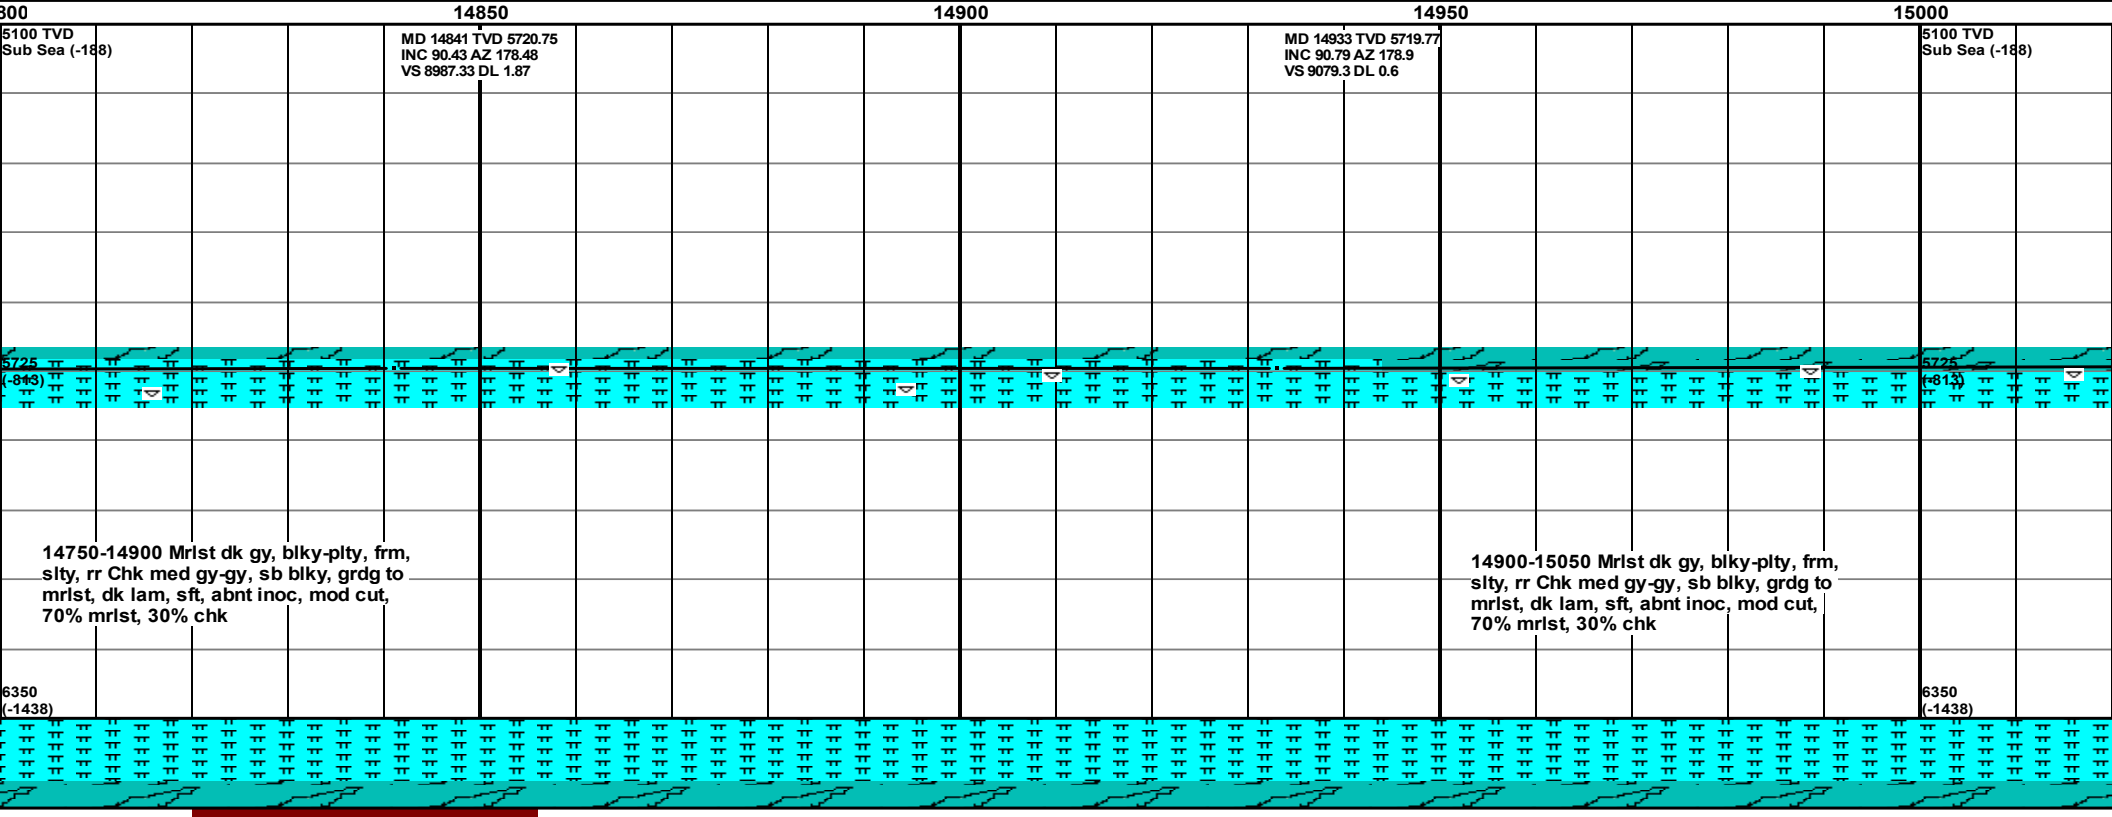 800 14850 14900 14950 15000
5100 TVD
Sub Sea (-188)
MD 14841 TVD 5720.75
INC 90.43 AZ 178.48
VS 8987.33 DL 1.87
MD 14933 TVD 5719.77
INC 90.79 AZ 178.9
VS 9079.3 DL 0.6
5100 TVD
Sub Sea (-188)
5725
(-813)
5725
(-813)
14750-14900 Mrlst dk gy, blky-plty, frm,
slty, rr Chk med gy-gy, sb blky, grdg to
mrlst, dk lam, sft, abnt inoc, mod cut,
70% mrlst, 30% chk
14900-15050 Mrlst dk gy, blky-plty, frm,
slty, rr Chk med gy-gy, sb blky, grdg to
mrlst, dk lam, sft, abnt inoc, mod cut,
70% mrlst, 30% chk
6350
(-1438)
6350
(-1438)